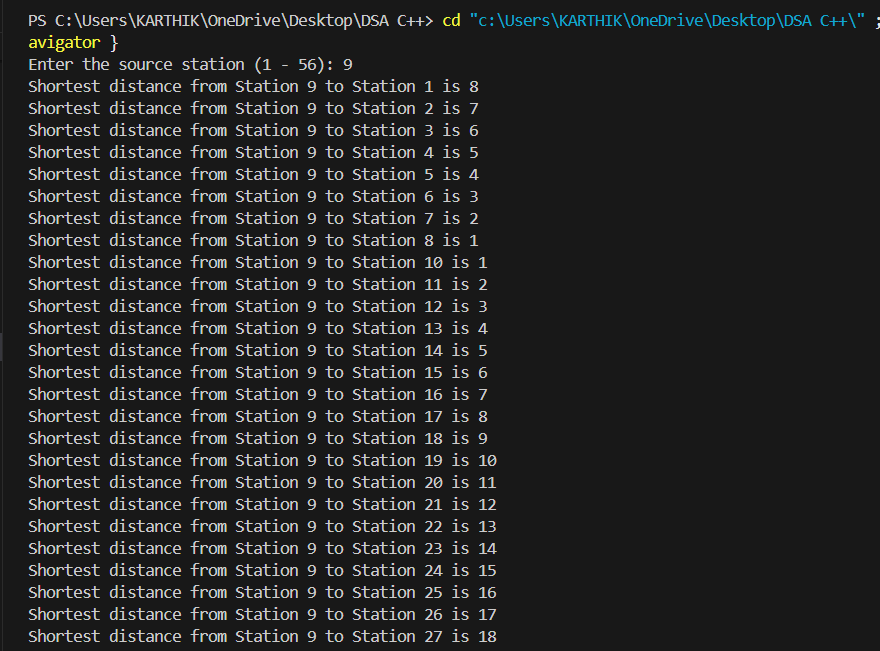 PS C:\Users\KARTHIK\OneDrive\Desktop\DSA C++> cd "c:\Users\KARTHIK\OneDrive\Desktop\DSA C++\" ;
avigator }
Enter the source station (1 - 56): 9
Shortest distance from Station 9 to Station 1 is 8
Shortest distance from Station 9 to Station 2 is 7
Shortest distance from Station 9 to Station 3 is 6
Shortest distance from Station 9 to Station 4 is 5
Shortest distance from Station 9 to Station 5 is 4
Shortest distance from Station 9 to Station 6 is 3
Shortest distance from Station 9 to Station 7 is 2
Shortest distance from Station 9 to Station 8 is 1
Shortest distance from Station 9 to Station 10 is 1
Shortest distance from Station 9 to Station 11 is 2
Shortest distance from Station 9 to Station 12 is 3
Shortest distance from Station 9 to Station 13 is 4
Shortest distance from Station 9 to Station 14 is 5
Shortest distance from Station 9 to Station 15 is 6
Shortest distance from Station 9 to Station 16 is 7
Shortest distance from Station 9 to Station 17 is 8
Shortest distance from Station 9 to Station 18 is 9
Shortest distance from Station 9 to Station 19 is 10
Shortest distance from Station 9 to Station 20 is 11
Shortest distance from Station 9 to Station 21 is 12
Shortest distance from Station 9 to Station 22 is 13
Shortest distance from Station 9 to Station 23 is 14
Shortest distance from Station 9 to Station 24 is 15
Shortest distance from Station 9 to Station 25 is 16
Shortest distance from Station 9 to Station 26 is 17
Shortest distance from Station 9 to Station 27 is 18